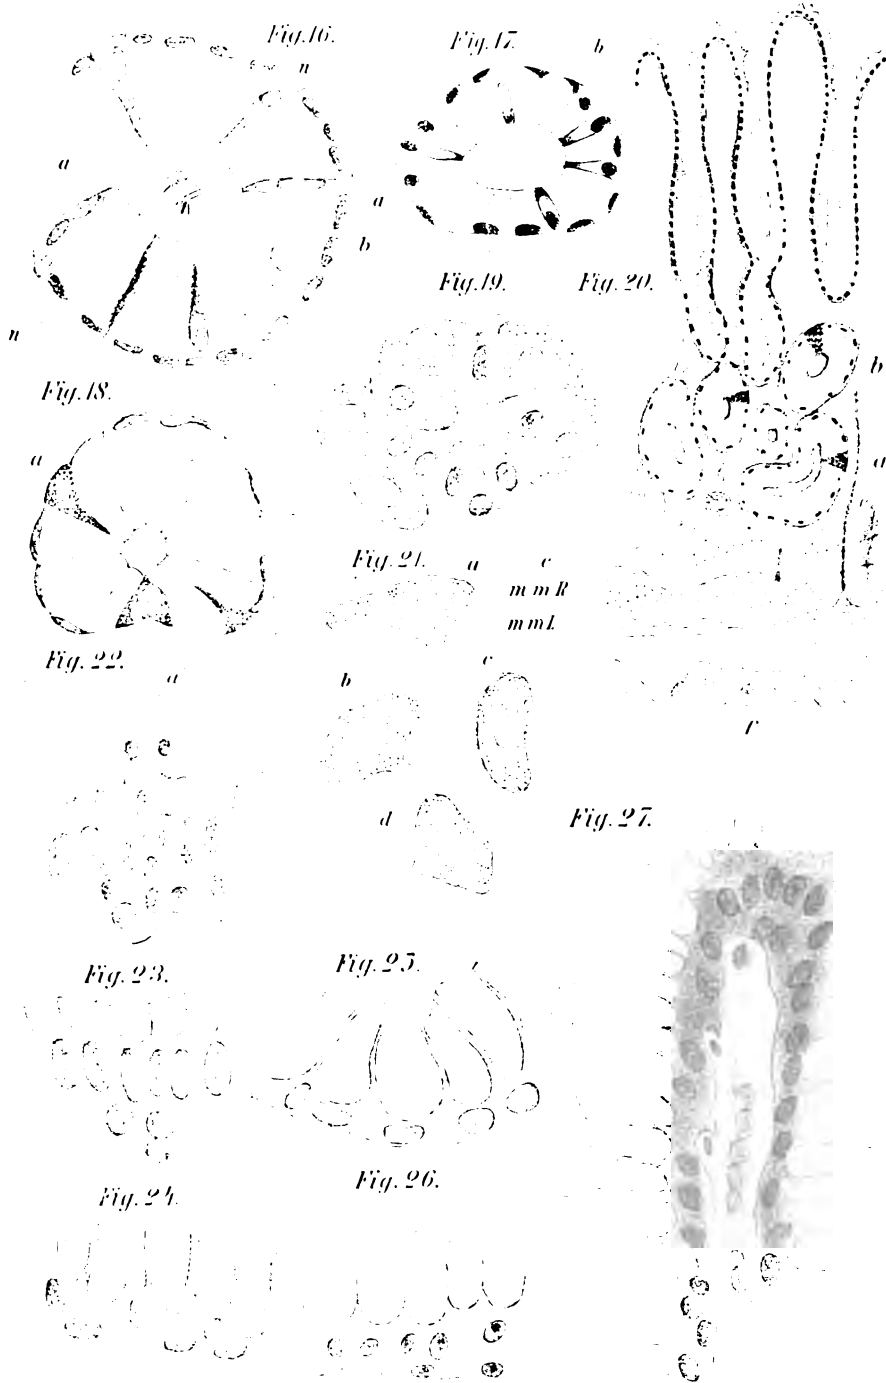 Fig. 16.
n
a
a
b
n
Fig. 17.
b
Fig. 18.
a
Fig. 19.
Fig. 20.
b
a
f
Fig. 21.
a
c
m m R
m m L
b
c
d
Fig. 22.
a
Fig. 23.
Fig. 24.
Fig. 25.
Fig. 26.
Fig. 27.